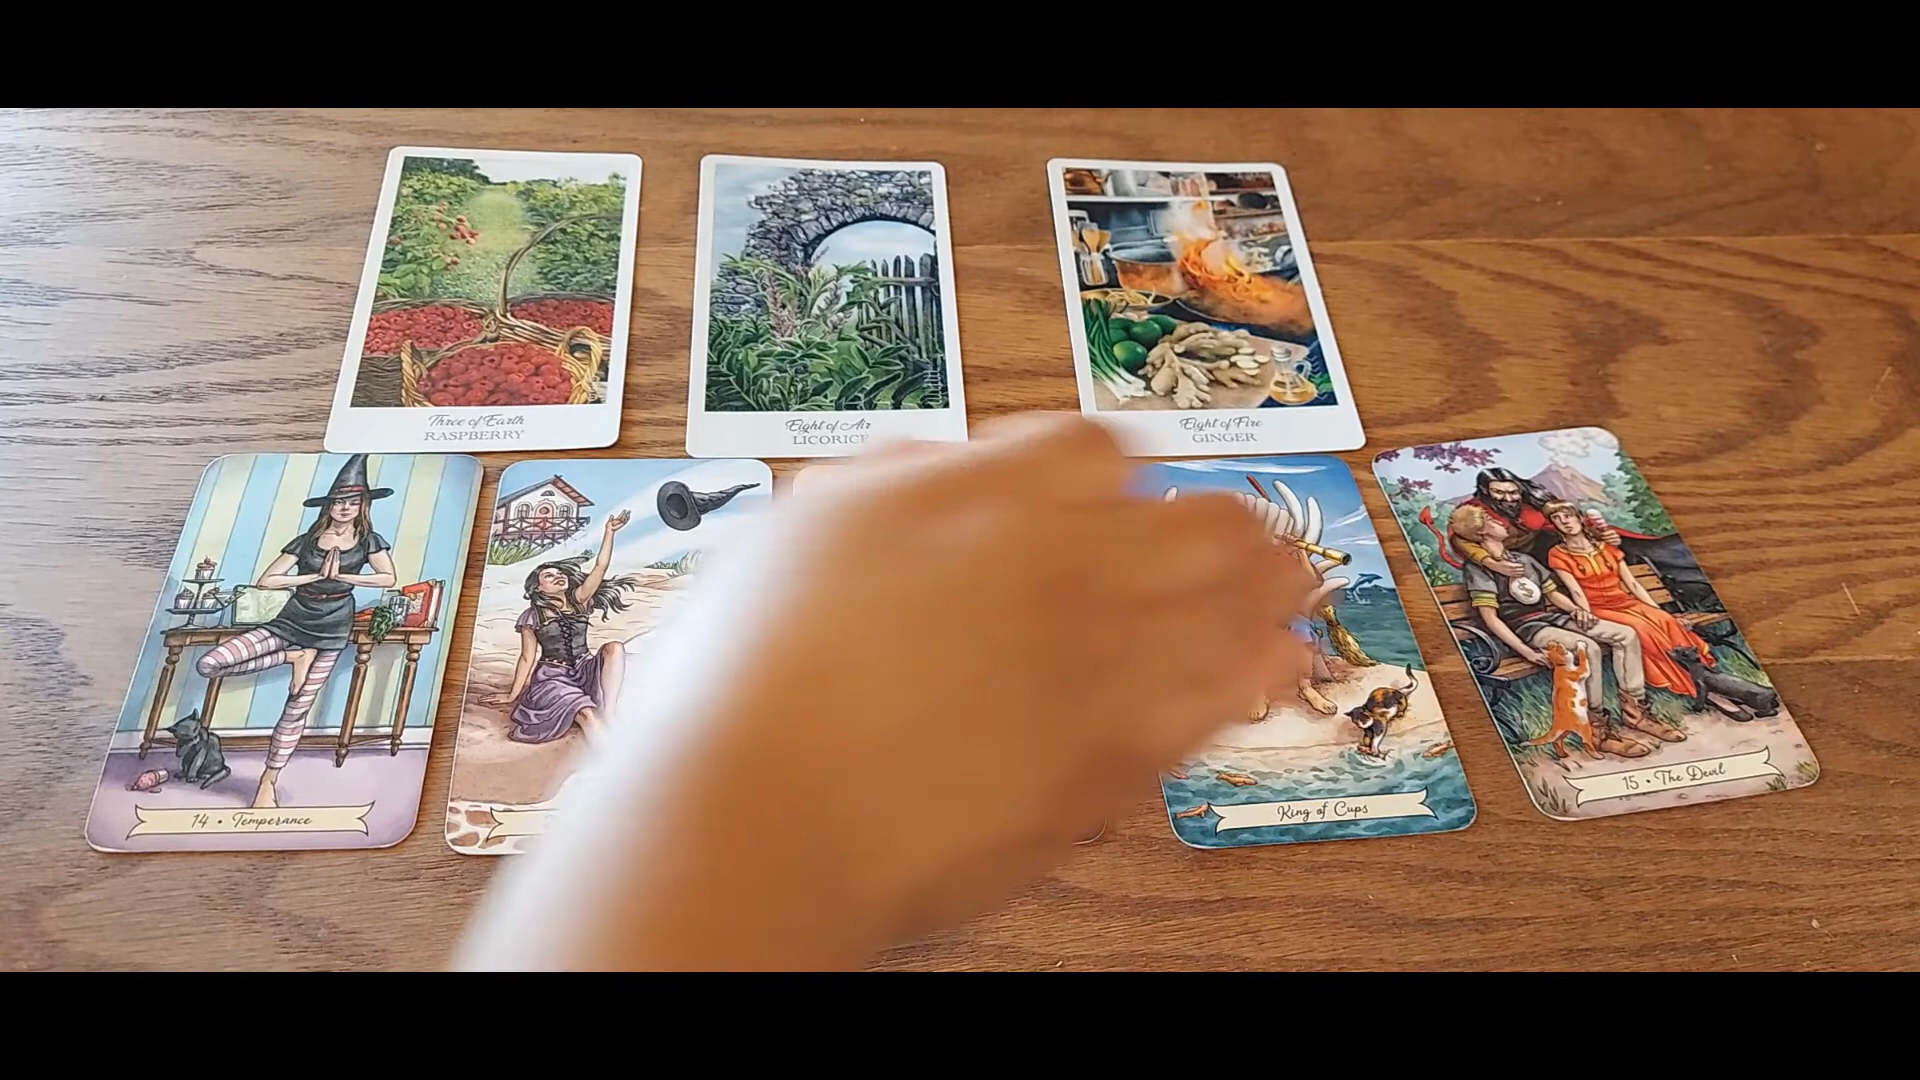 Three of Earth
RASPBERRY
Eight of Air
LICORICE
Eight of Fire
GINGER
14 • Temperance
King of Cups
15 • The Devil